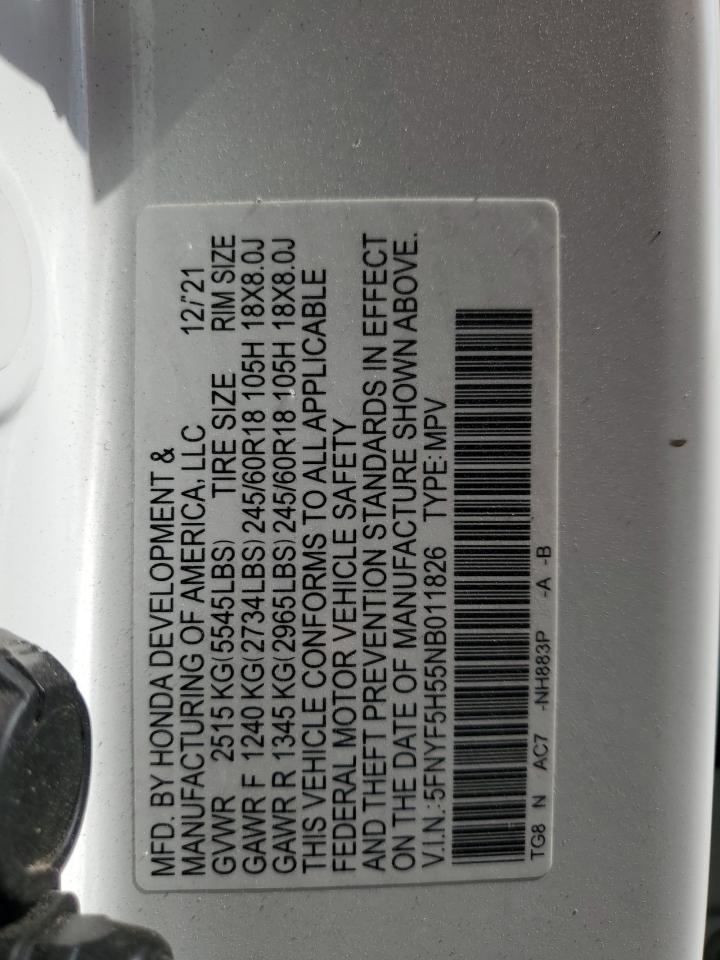 MFD. BY HONDA DEVELOPMENT &
MANUFACTURING OF AMERICA, LLC 12/21
GVWR 2515 KG(5545LBS) TIRE SIZE RIM SIZE
GAWR F 1240 KG(2734LBS) 245/60R18 105H 18X8.0J
GAWR R 1345 KG(2965LBS) 245/60R18 105H 18X8.0J
THIS VEHICLE CONFORMS TO ALL APPLICABLE
FEDERAL MOTOR VEHICLE SAFETY
AND THEFT PREVENTION STANDARDS IN EFFECT
ON THE DATE OF MANUFACTURE SHOWN ABOVE.
V.I.N.: 5FNYF5H55NB011826 TYPE: MPV
TG8 N AC7 -NH883P -A -B